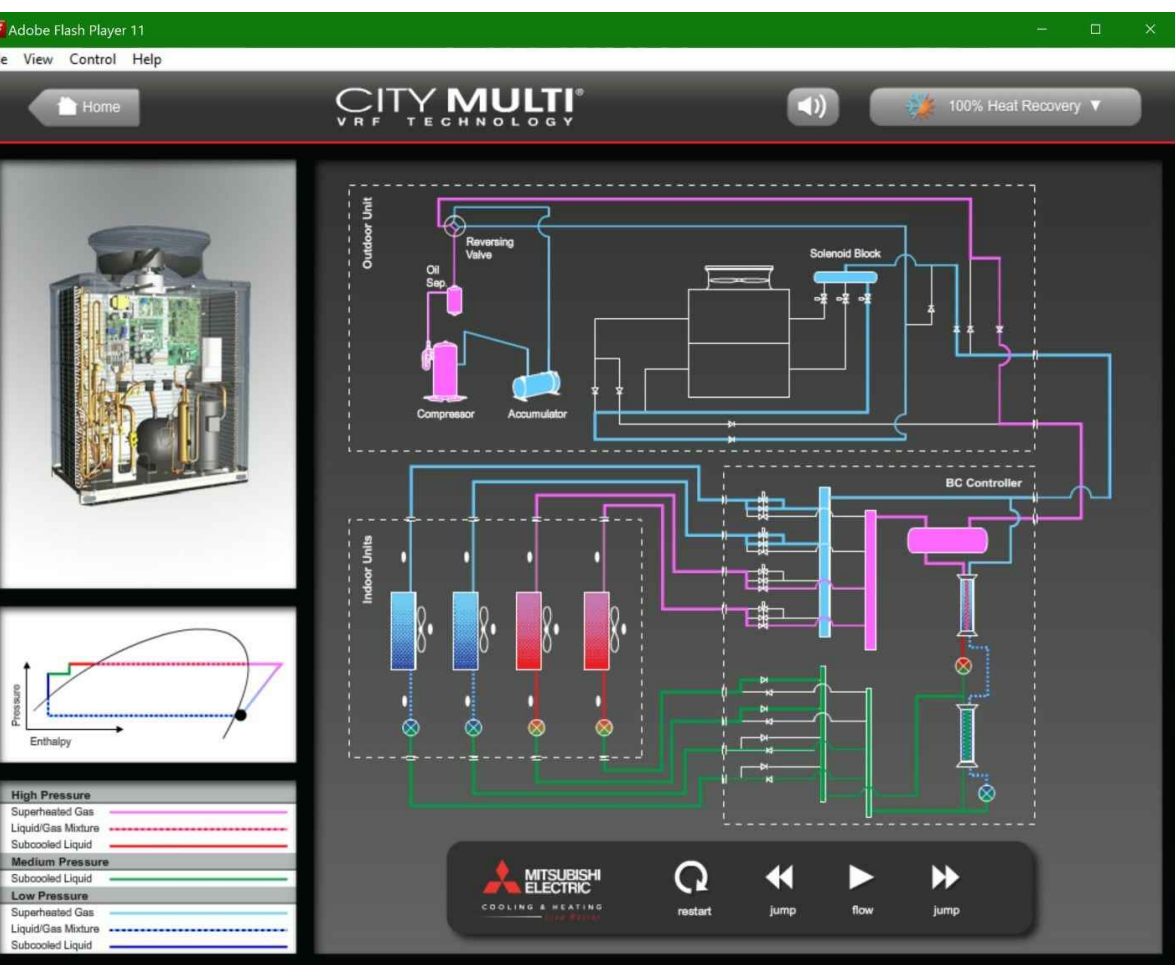 Adobe Flash Player 11
View Control Help
Home
CITY MULTI®
VRF TECHNOLOGY
100% Heat Recovery ▼
Outdoor Unit
Reversing
Valve
Oil
Sep.
Solenoid Block
Compressor
Accumulator
BC Controller
Indoor Units
Pressure
Enthalpy
High Pressure
Superheated Gas
Liquid/Gas Mixture
Subcooled Liquid
Medium Pressure
Subcooled Liquid
Low Pressure
Superheated Gas
Liquid/Gas Mixture
Subcooled Liquid
MITSUBISHI
ELECTRIC
COOLING & HEATING
Live Better
restart
jump
flow
jump